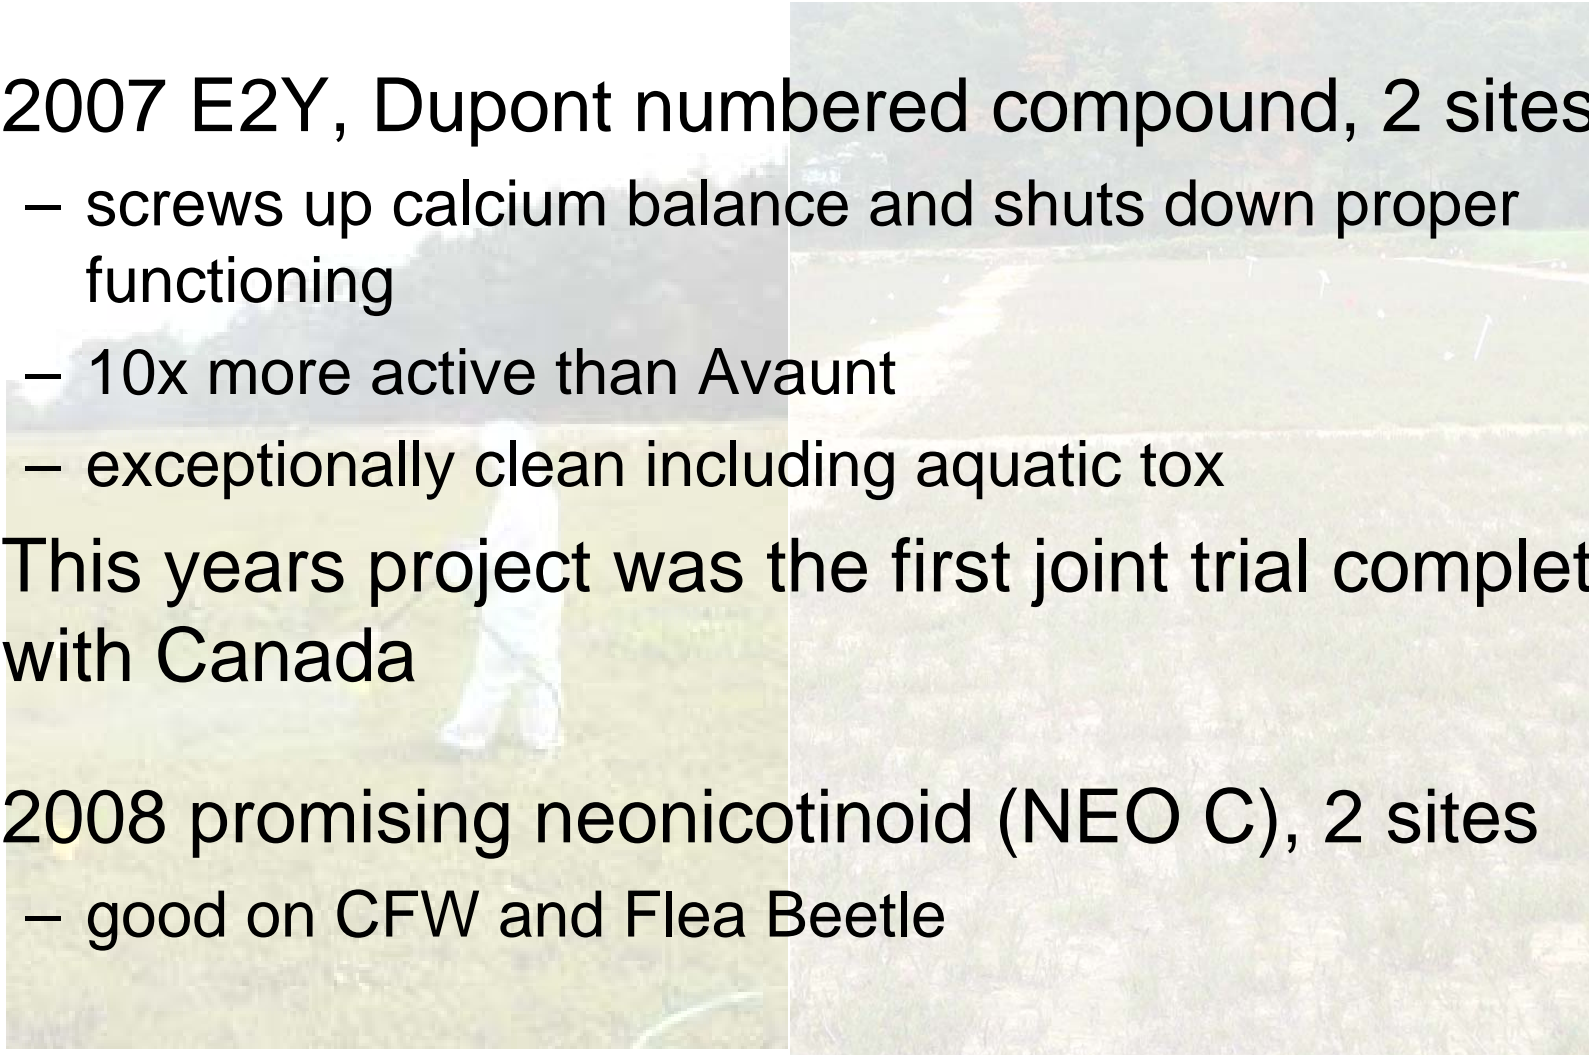 2007 E2Y, Dupont numbered compound, 2 sites
– screws up calcium balance and shuts down proper
functioning
– 10x more active than Avaunt
– exceptionally clean including aquatic tox
This years project was the first joint trial complet
with Canada
2008 promising neonicotinoid (NEO C), 2 sites
– good on CFW and Flea Beetle